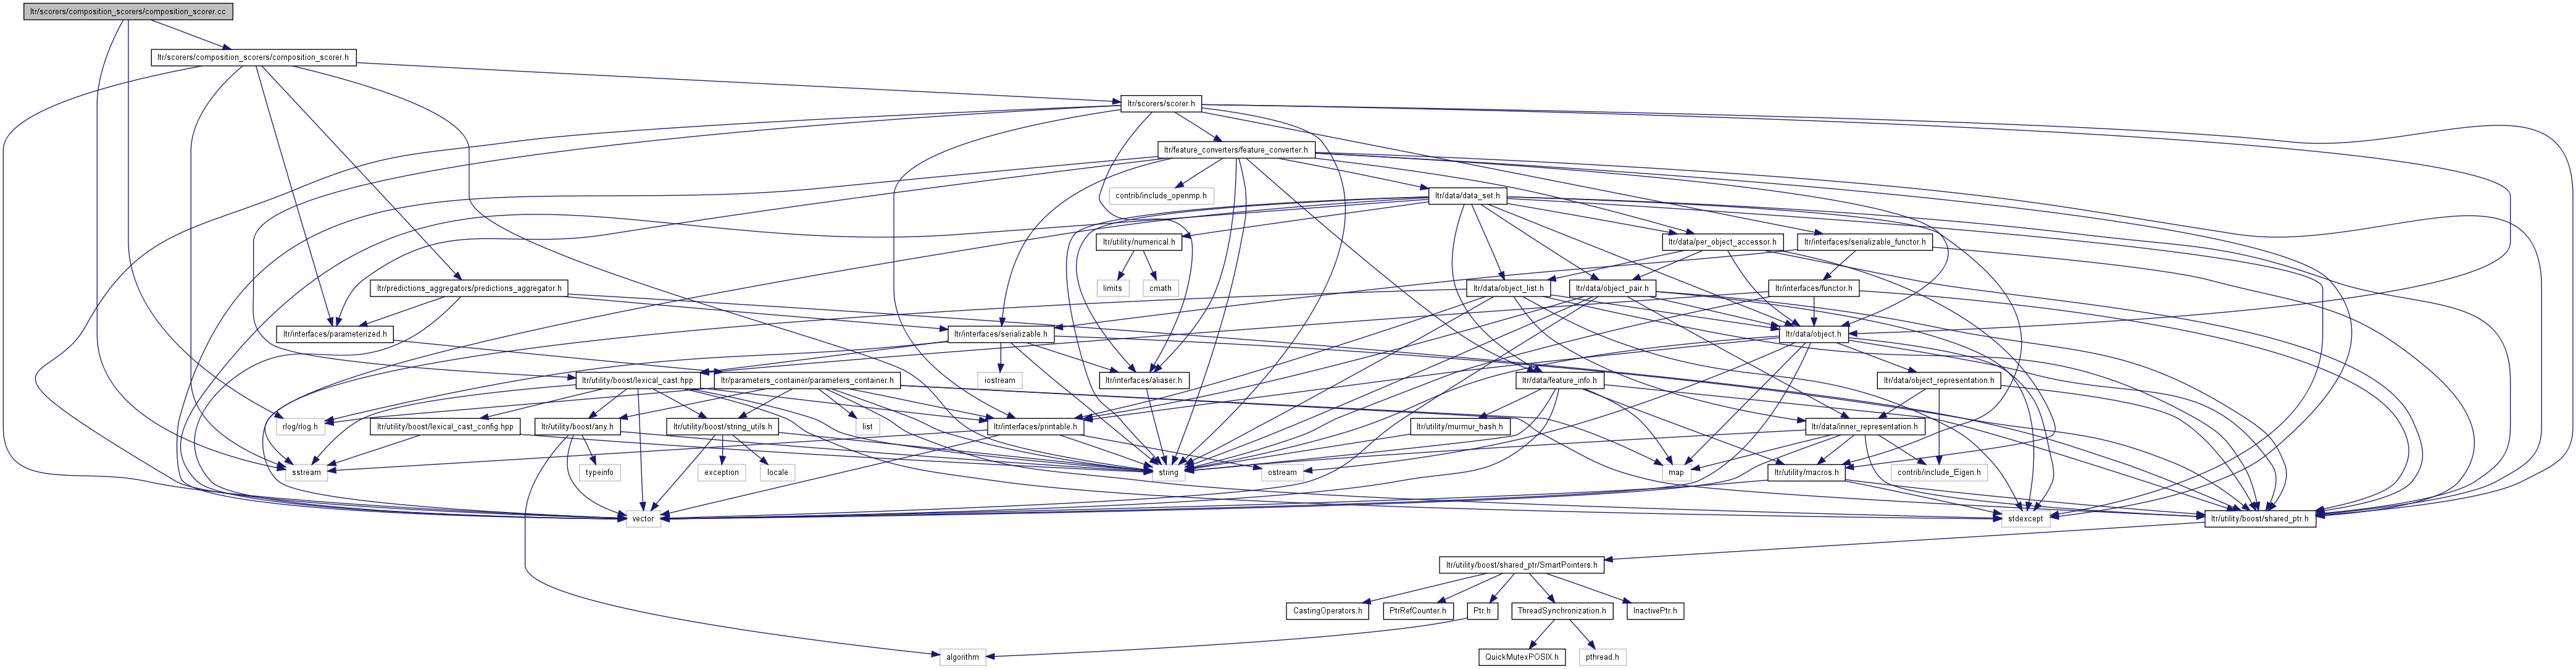 ltr/scorers/composition_scorers/composition_scorer.cc
ltr/scorers/composition_scorers/composition_scorer.h
ltr/scorers/scorer.h
ltr/feature_converters/feature_converter.h
contrib/include_openmp.h
ltr/data/data_set.h
ltr/utility/numerical.h
ltr/data/per_object_accessor.h
ltr/interfaces/serializable_functor.h
ltr/predictions_aggregators/predictions_aggregator.h
limits
cmath
ltr/data/object_list.h
ltr/data/object_pair.h
ltr/interfaces/functor.h
ltr/interfaces/parameterized.h
ltr/interfaces/serializable.h
ltr/data/object.h
ltr/utility/boost/lexical_cast.hpp
ltr/parameters_container/parameters_container.h
iostream
ltr/interfaces/aliaser.h
ltr/data/feature_info.h
ltr/data/object_representation.h
rlog/rlog.h
ltr/utility/boost/lexical_cast_config.hpp
ltr/utility/boost/any.h
ltr/utility/boost/string_utils.h
list
ltr/interfaces/printable.h
ltr/utility/murmur_hash.h
ltr/data/inner_representation.h
sstream
typeinfo
exception
locale
string
ostream
map
ltr/utility/macros.h
contrib/include_Eigen.h
vector
stdexcept
ltr/utility/boost/shared_ptr.h
ltr/utility/boost/shared_ptr/SmartPointers.h
CastingOperators.h
PtrRefCounter.h
Ptr.h
ThreadSynchronization.h
InactivePtr.h
algorithm
QuickMutexPOSIX.h
pthread.h